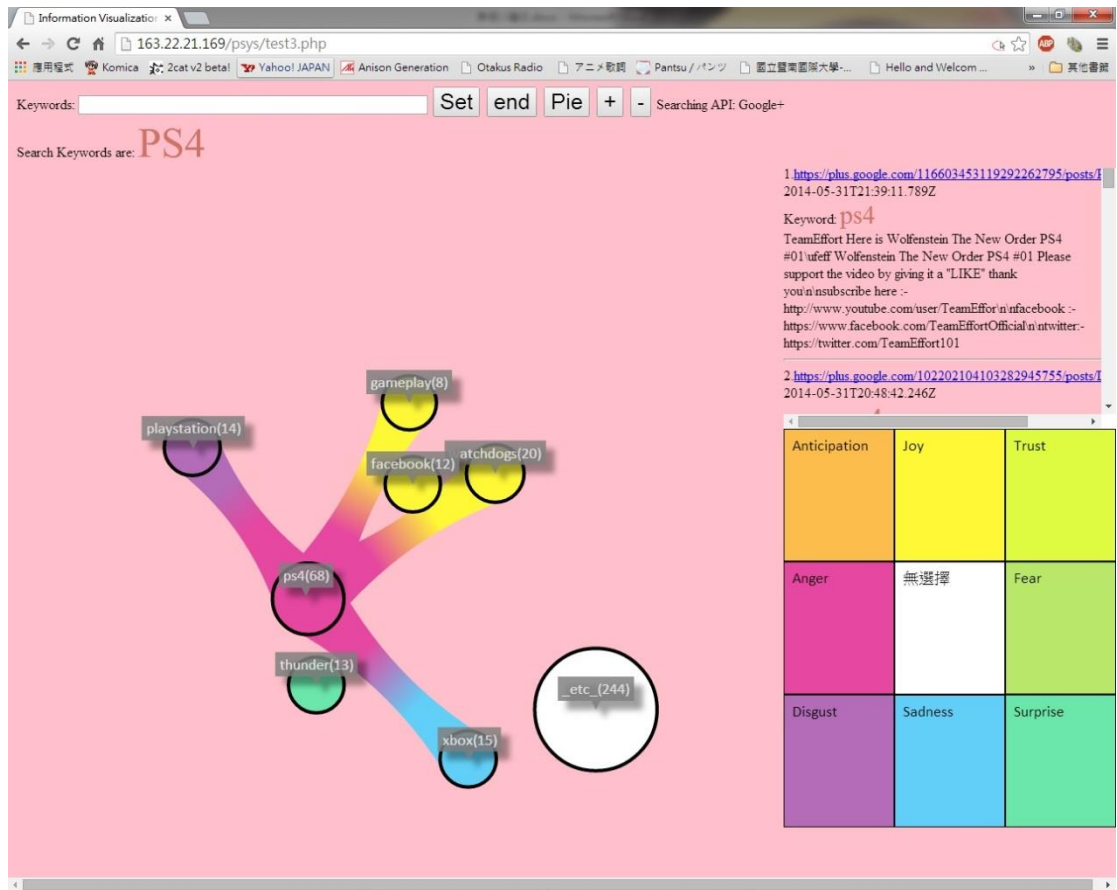 Information Visualization
163.22.21.169/psys/test3.php
應用程式 Komica 2cat v2 beta! Yahoo! JAPAN Anison Generation Otakus Radio アニメ歌詞 Pantsu / パンツ 國立暨南國際大學-... Hello and Welcom ... » 其他書籤
Keywords: Set end Pie + - Searching API: Google+
Search Keywords are: PS4
1.https://plus.google.com/116603453119292262795/posts/
2014-05-31T21:39:11.789Z
Keyword: ps4
TeamEffort Here is Wolfenstein The New Order PS4
#01\ufeff Wolfenstein The New Order PS4 #01 Please
support the video by giving it a "LIKE" thank
you\n\nsubscribe here :-
http://www.youtube.com/user/TeamEffor\n\nfacebook :-
https://www.facebook.com/TeamEffortOfficial\n\ntwitter:-
https://twitter.com/TeamEffort101
2.https://plus.google.com/102202104103282945755/posts/
2014-05-31T20:48:42.246Z
gameplay(8)
playstation(14)
atchdogs(20)
facebook(12)
ps4(68)
thunder(13)
_etc_(244)
xbox(15)
Anticipation Joy Trust
Anger 無選擇 Fear
Disgust Sadness Surprise